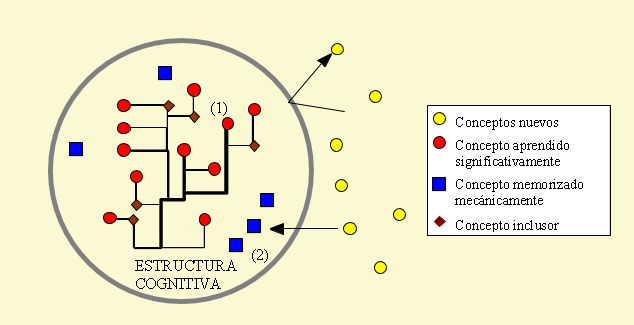 (1)
(2)
ESTRUCTURA
COGNITIVA
Conceptos nuevos
Concepto aprendido
significativamente
Concepto memorizado
mecánicamente
Concepto inclusor